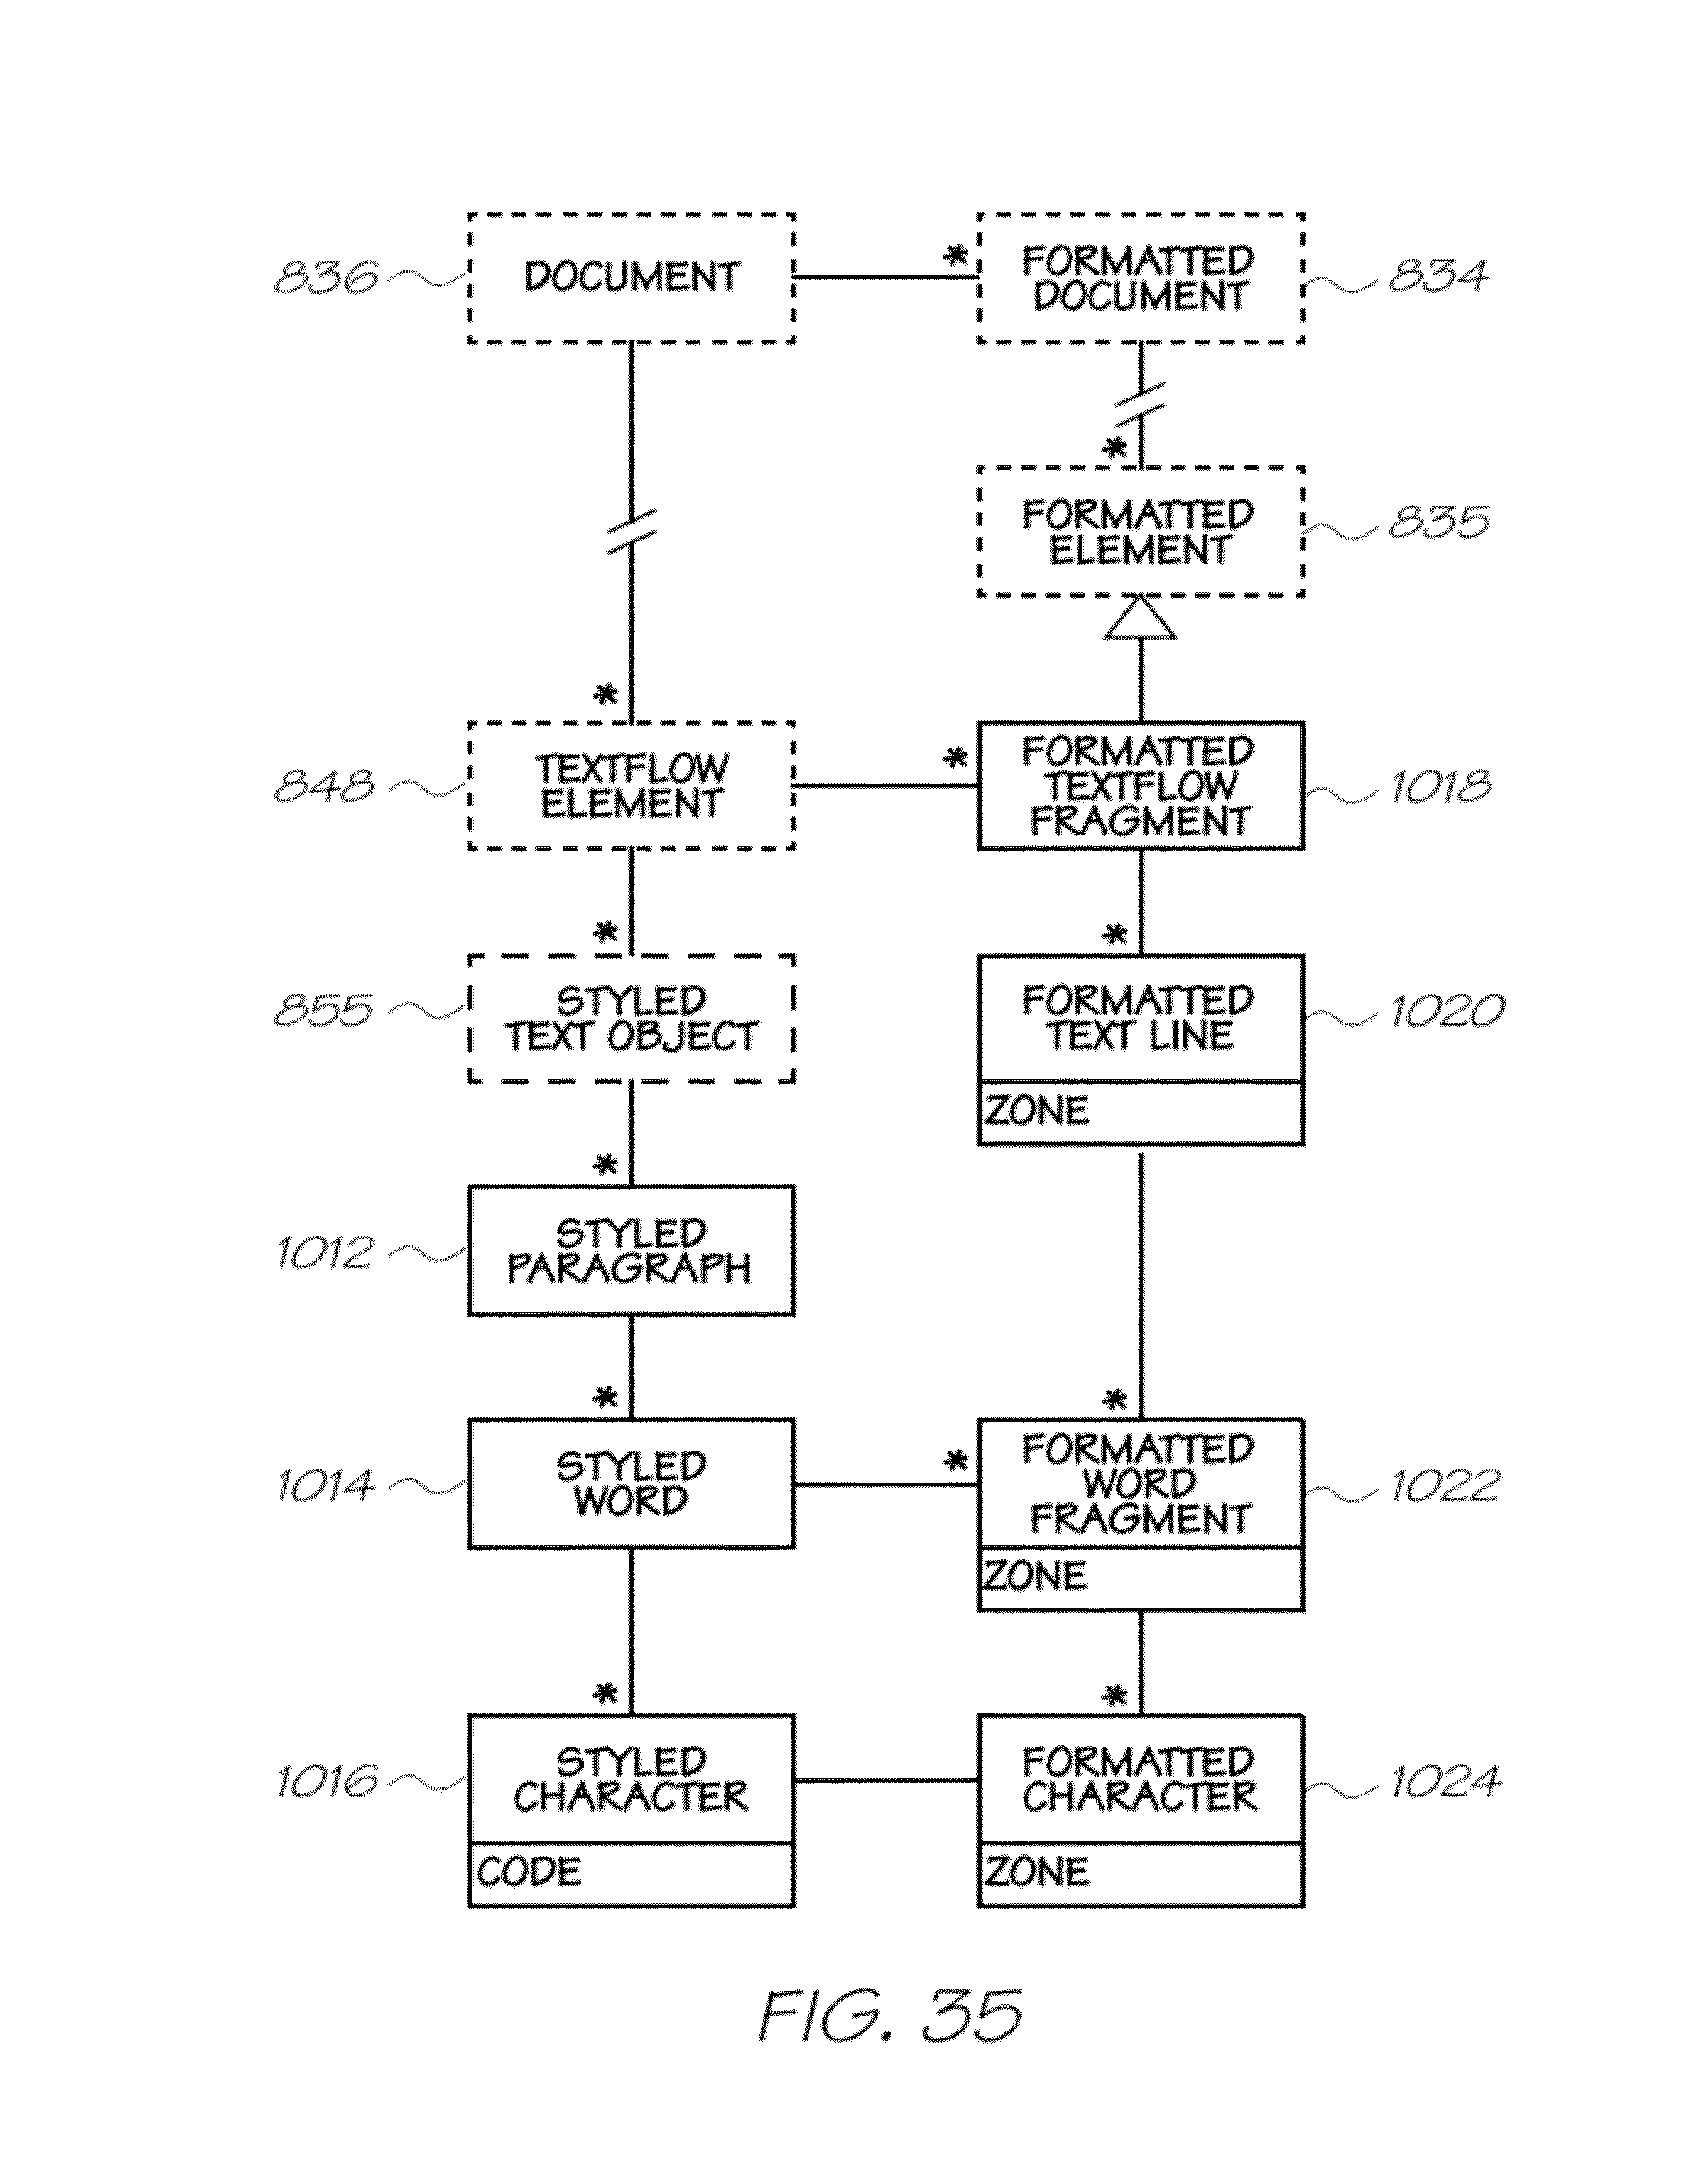 836
DOCUMENT
*
FORMATTED
DOCUMENT
834
*
FORMATTED
ELEMENT
835
*
848
TEXTFLOW
ELEMENT
*
FORMATTED
TEXTFLOW
FRAGMENT
1018
*
855
STYLED
TEXT OBJECT
*
FORMATTED
TEXT LINE
ZONE
1020
*
1012
STYLED
PARAGRAPH
*
1014
STYLED
WORD
*
*
FORMATTED
WORD
FRAGMENT
ZONE
1022
*
1016
STYLED
CHARACTER
CODE
*
FORMATTED
CHARACTER
ZONE
1024
FIG. 35